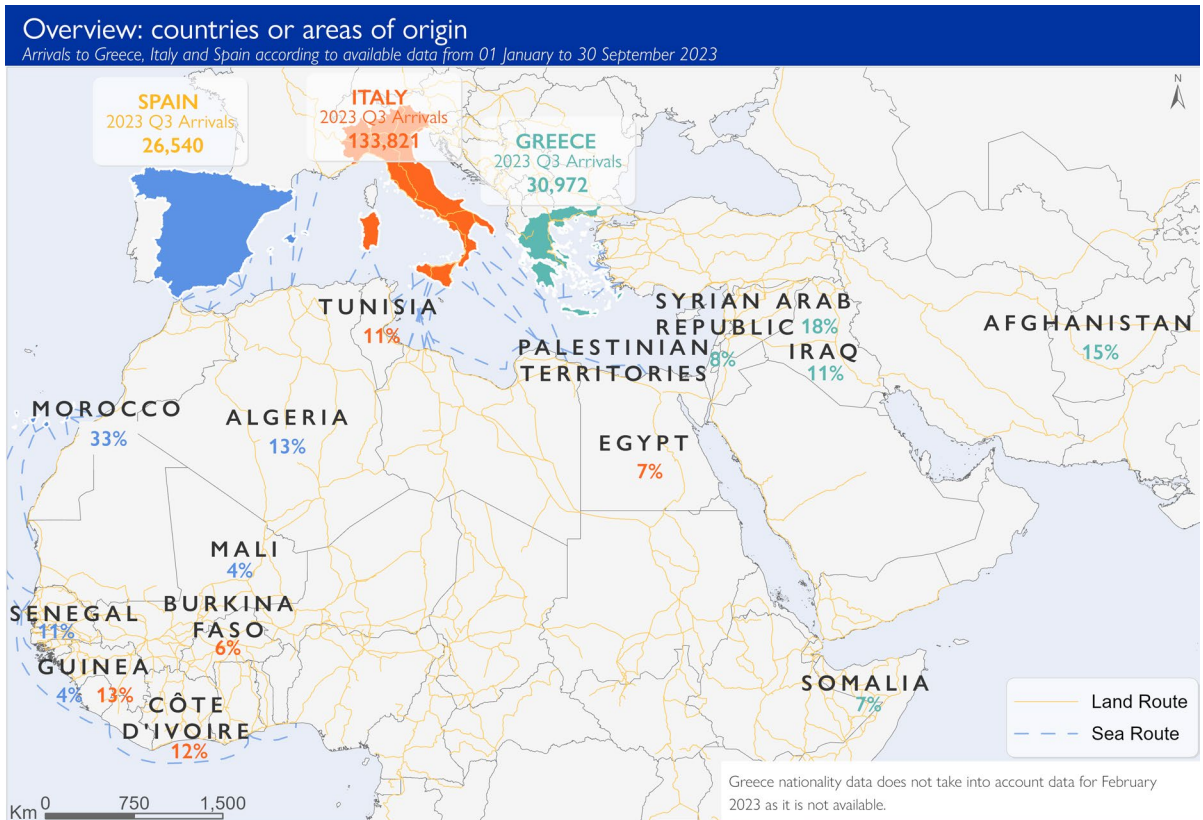 Overview: countries or areas of origin
Arrivals to Greece, Italy and Spain according to available data from 01 January to 30 September 2023
N
SPAIN
2023 Q3 Arrivals
26,540
ITALY
2023 Q3 Arrivals
133,821
GREECE
2023 Q3 Arrivals
30,972
TUNISIA
11%
SYRIAN ARAB
REPUBLIC 18%
PALESTINIAN
TERRITORIES
8%
IRAQ
11%
AFGHANISTAN
15%
MOROCCO
33%
ALGERIA
13%
EGYPT
7%
MALI
4%
SENEGAL
11%
BURKINA
FASO
6%
GUINEA
4% 13%
CÔTE
D'IVOIRE
12%
SOMALIA
7%
Land Route
Sea Route
Greece nationality data does not take into account data for February
2023 as it is not available.
Km 0 750 1,500